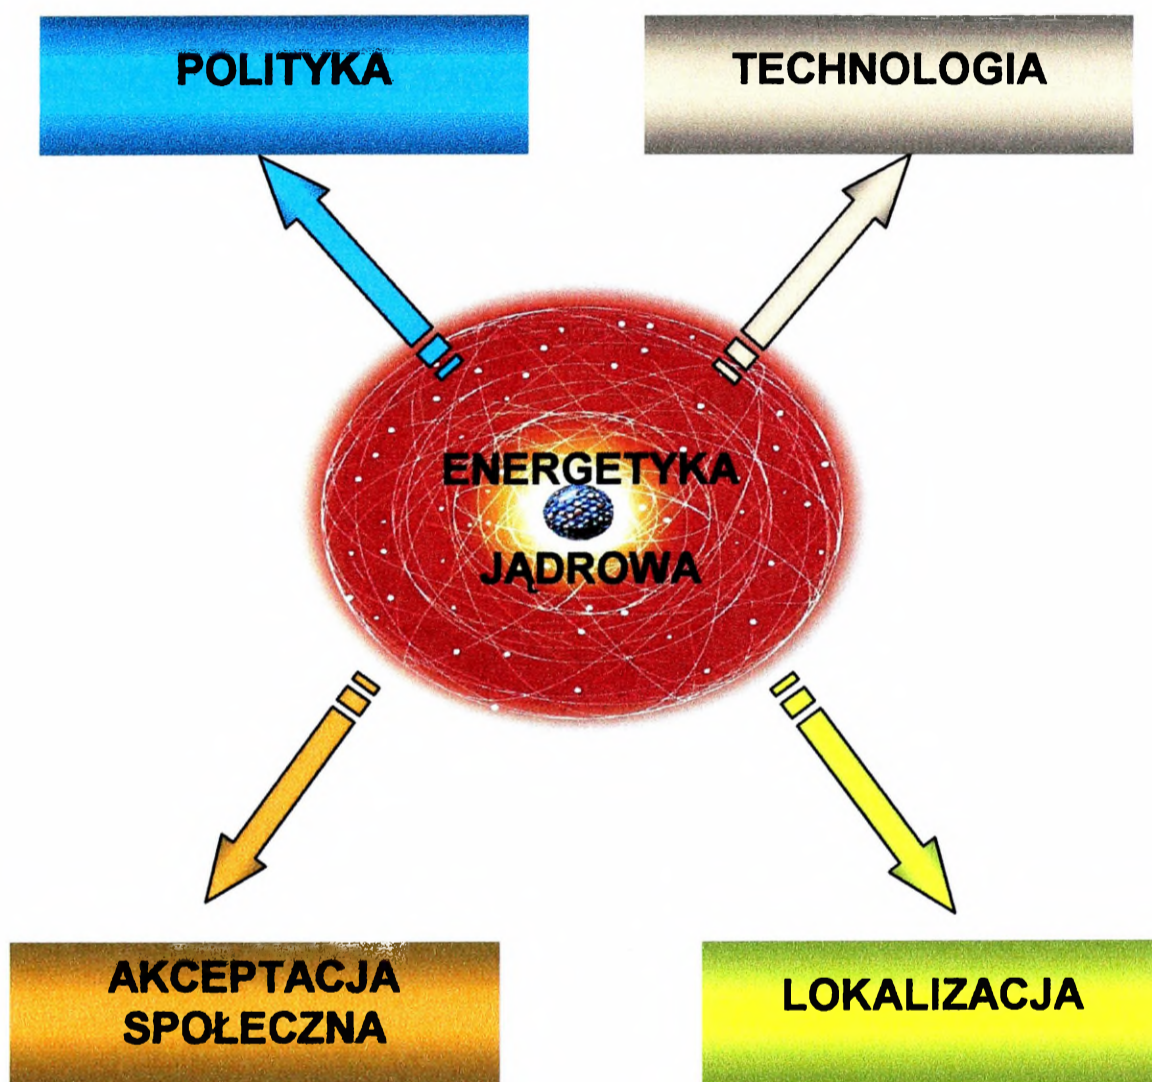 POLITYKA
TECHNOLOGIA
ENERGETYKA
JĄDROWA
AKCEPTACJA
SPOŁECZNA
LOKALIZACJA